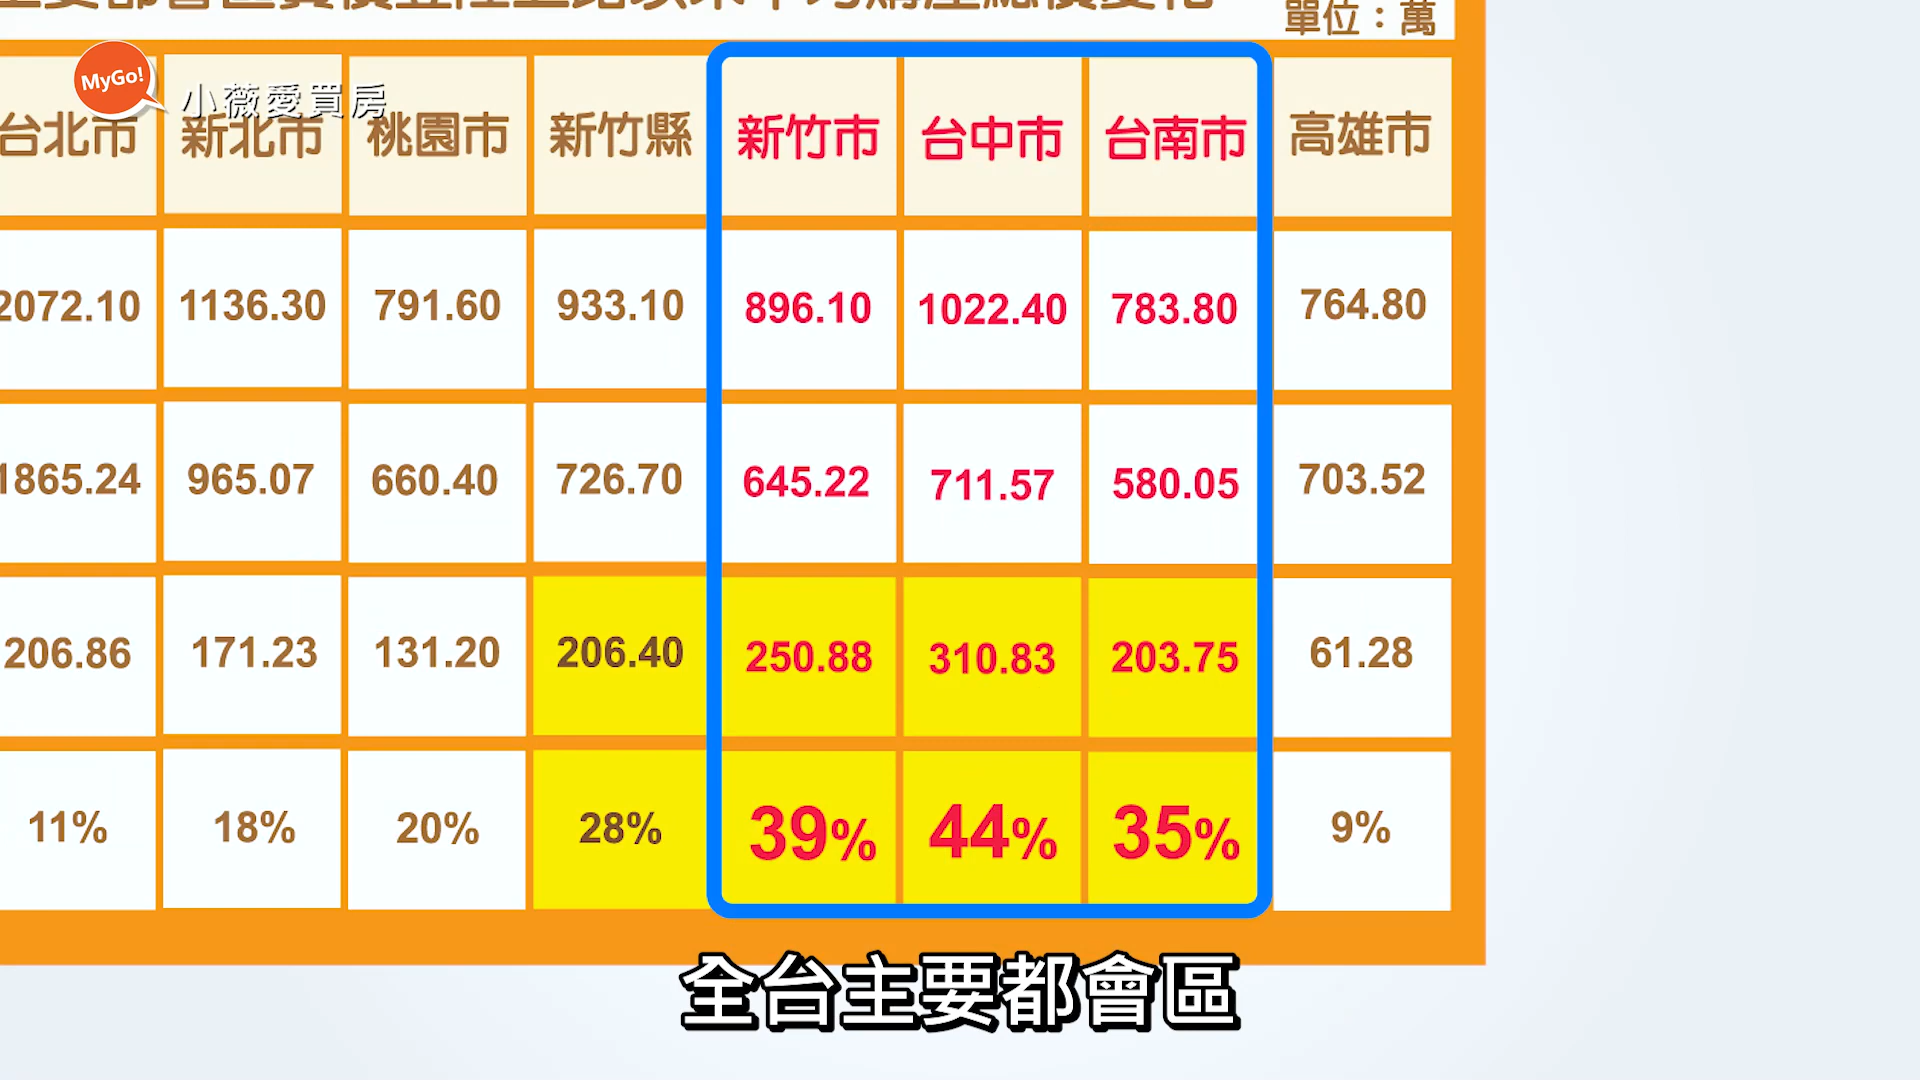 單位：萬
MyGo!
小薇愛買房
台北市 新北市 桃園市 新竹縣 新竹市 台中市 台南市 高雄市
2072.10 1136.30 791.60 933.10 896.10 1022.40 783.80 764.80
1865.24 965.07 660.40 726.70 645.22 711.57 580.05 703.52
206.86 171.23 131.20 206.40 250.88 310.83 203.75 61.28
11% 18% 20% 28% 39% 44% 35% 9%
全台主要都會區